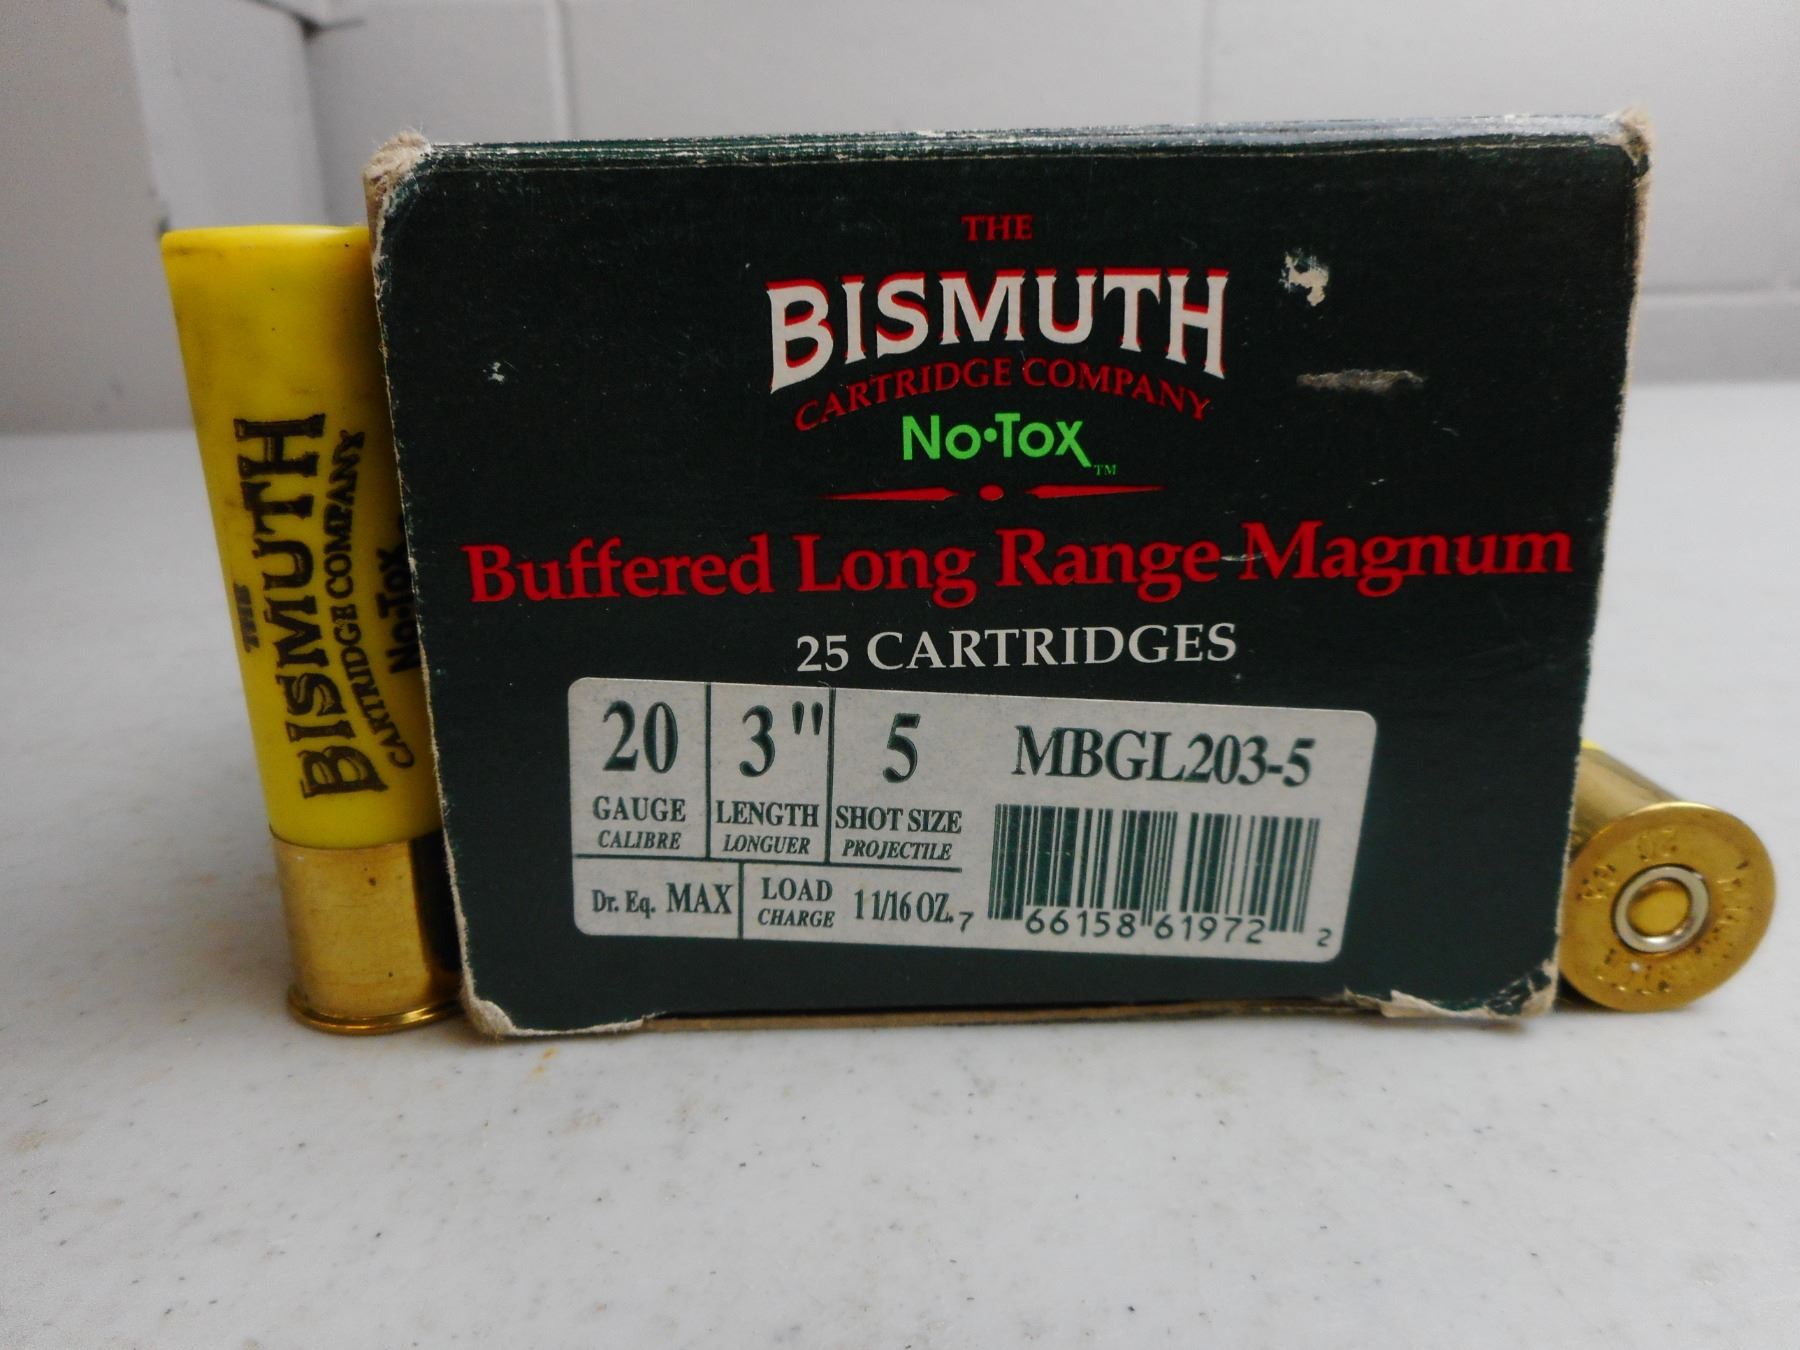 THE
BISMUTH
CARTRIDGE COMPANY
No•Tox™
Buffered Long Range Magnum
25 CARTRIDGES
20 3" 5 MBGL203-5
GAUGE LENGTH SHOT SIZE
CALIBRE LONGUER PROJECTILE
Dr. Eq. MAX LOAD 1 1/16 OZ.
CHARGE
7 66158 61972 2
THE
BISMUTH
CARTRIDGE COMPANY
No•Tox
20